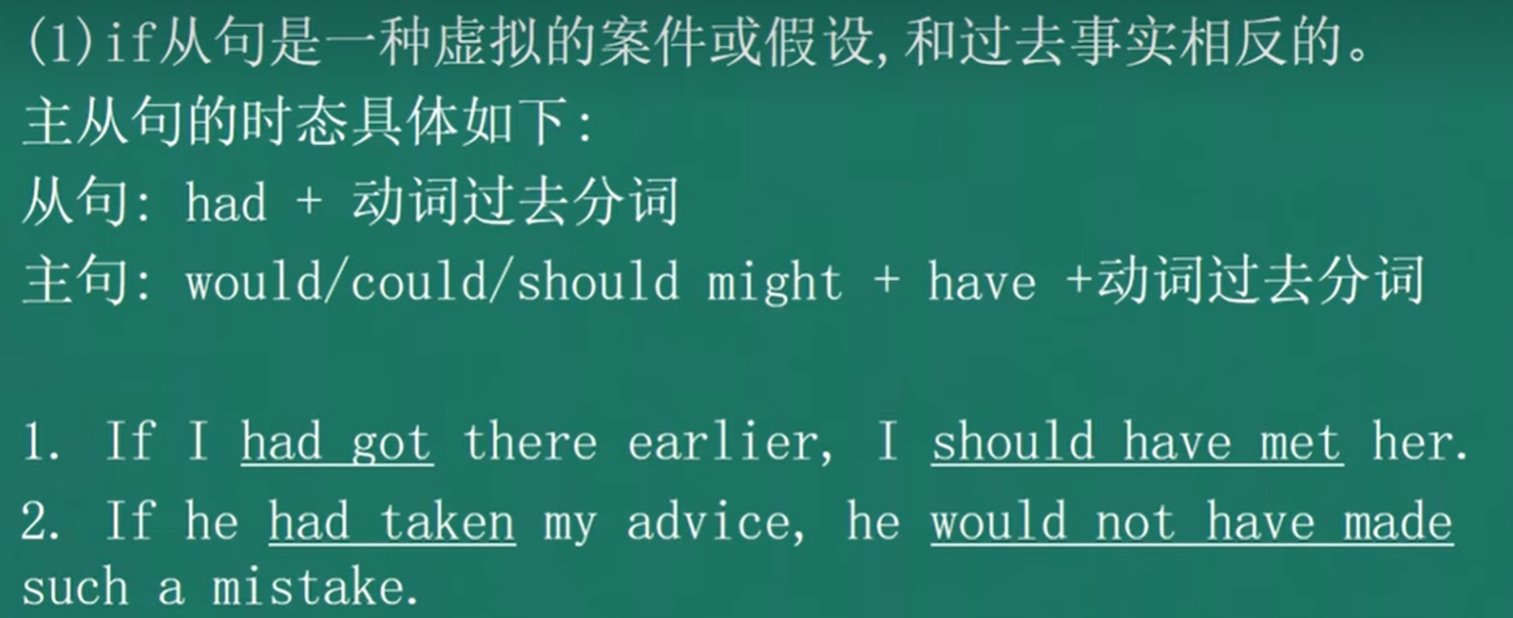 (1)if从句是一种虚拟的案件或假设,和过去事实相反的。
主从句的时态具体如下:
从句: had + 动词过去分词
主句: would/could/should might + have +动词过去分词
1. If I had got there earlier, I should have met her.
2. If he had taken my advice, he would not have made
such a mistake.